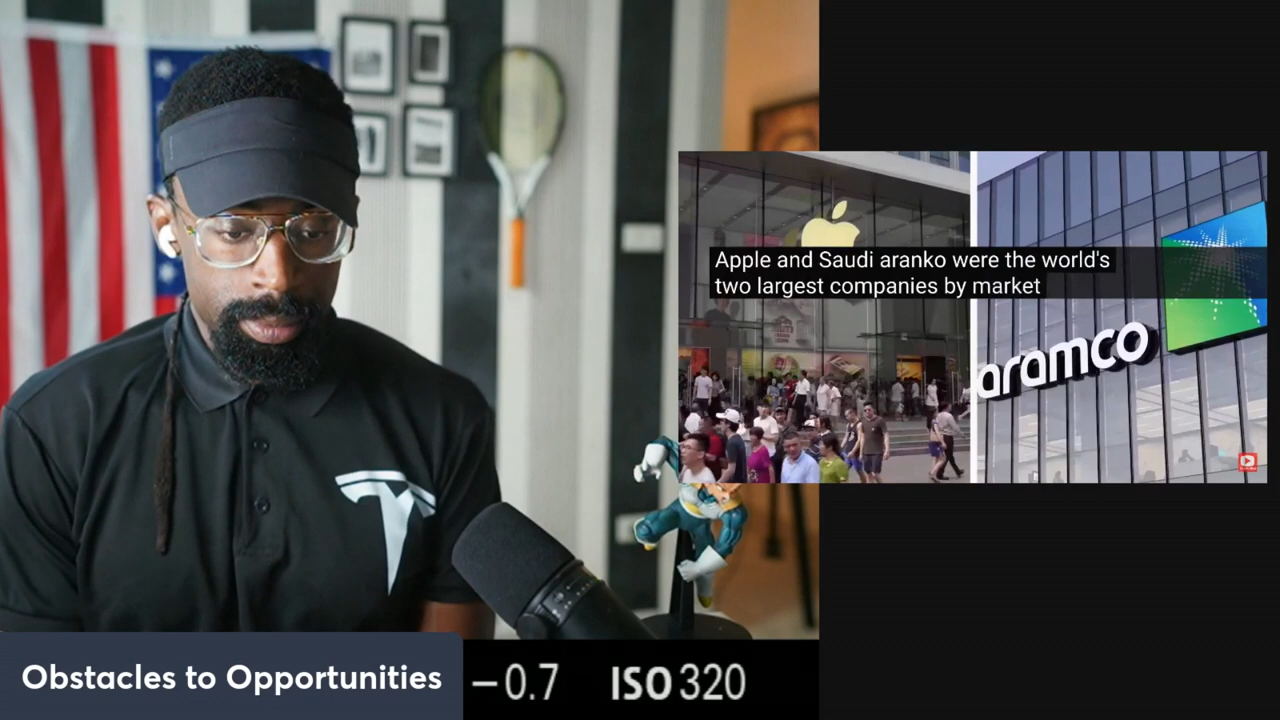 Apple and Saudi aranko were the world's
two largest companies by market
aramco
Obstacles to Opportunities
−0.7 ISO 320